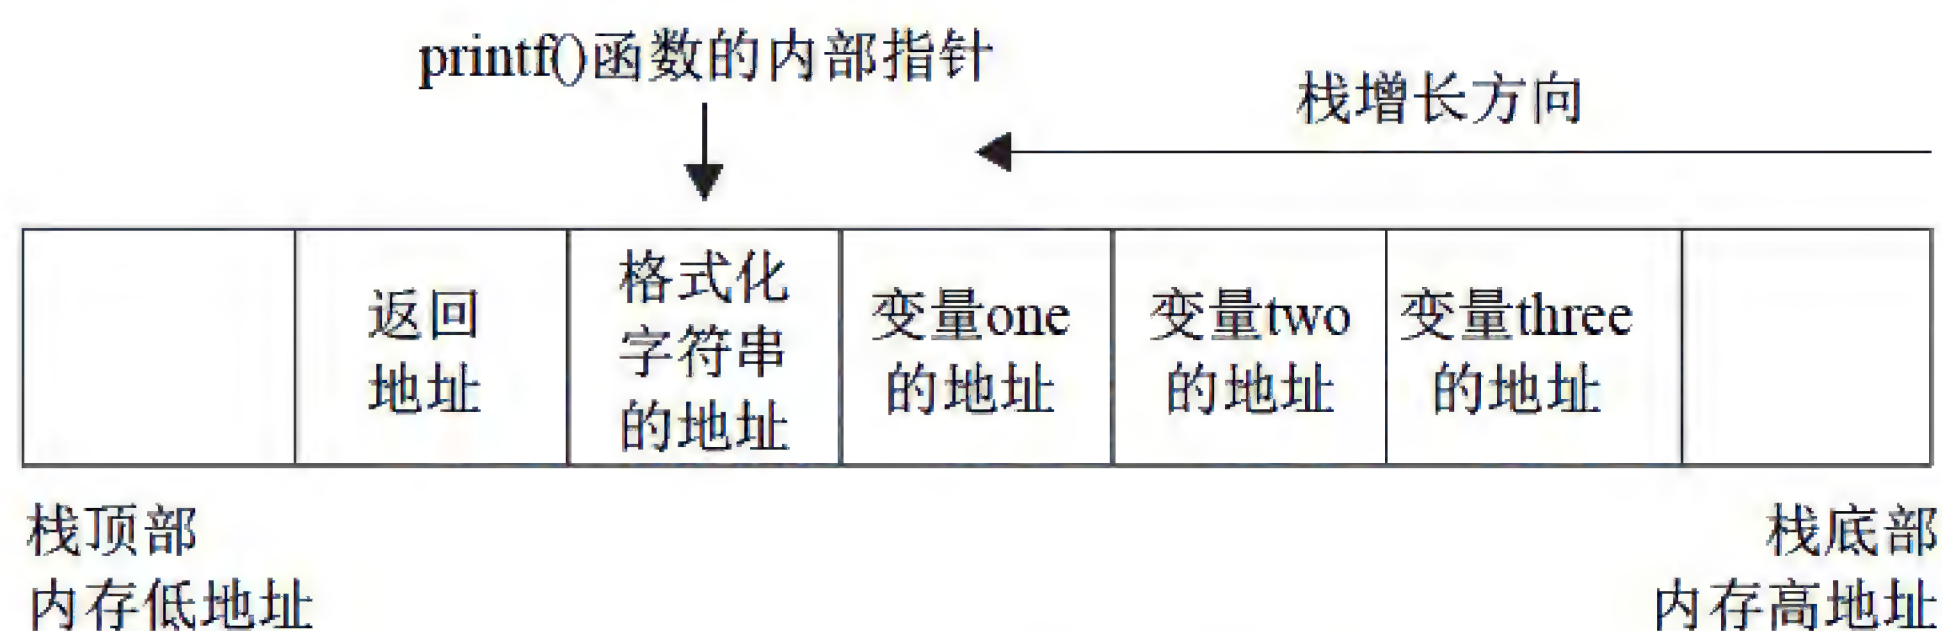 printf()函数的内部指针
栈增长方向
返回
地址
格式化
字符串
的地址
变量one
的地址
变量two
的地址
变量three
的地址
栈顶部
内存低地址
栈底部
内存高地址